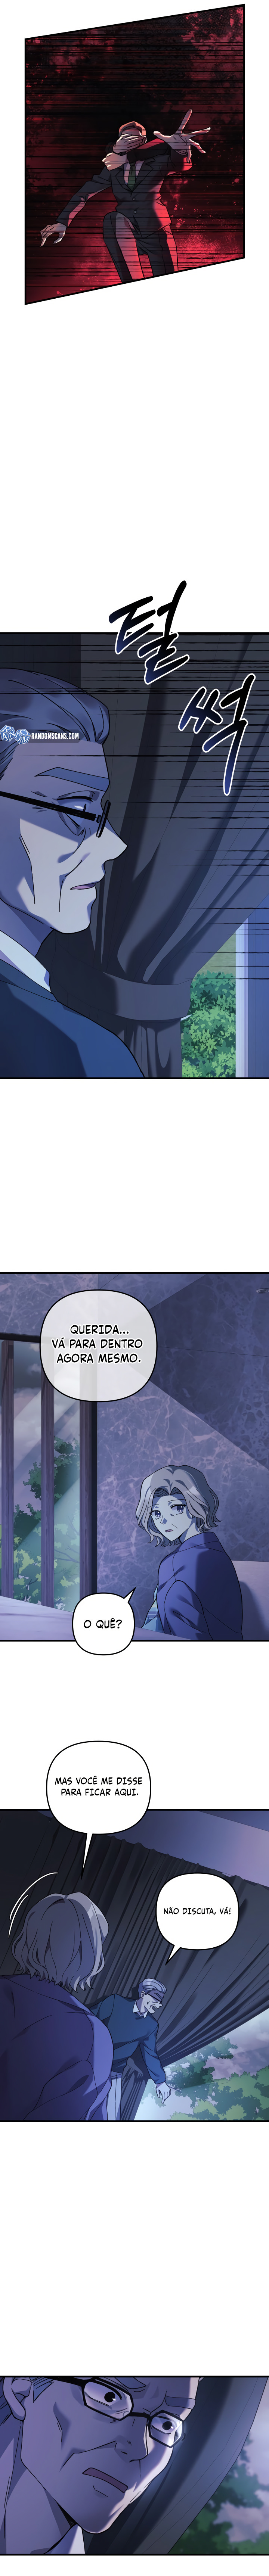 털
썩
RANDOMSCANS.COM
QUERIDA...
VÁ PARA DENTRO
AGORA MESMO.
O QUÊ?
MAS VOCÊ ME DISSE
PARA FICAR AQUI.
NÃO DISCUTA, VÁ!